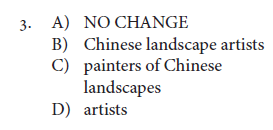 3. A) NO CHANGE
B) Chinese landscape artists
C) painters of Chinese
landscapes
D) artists